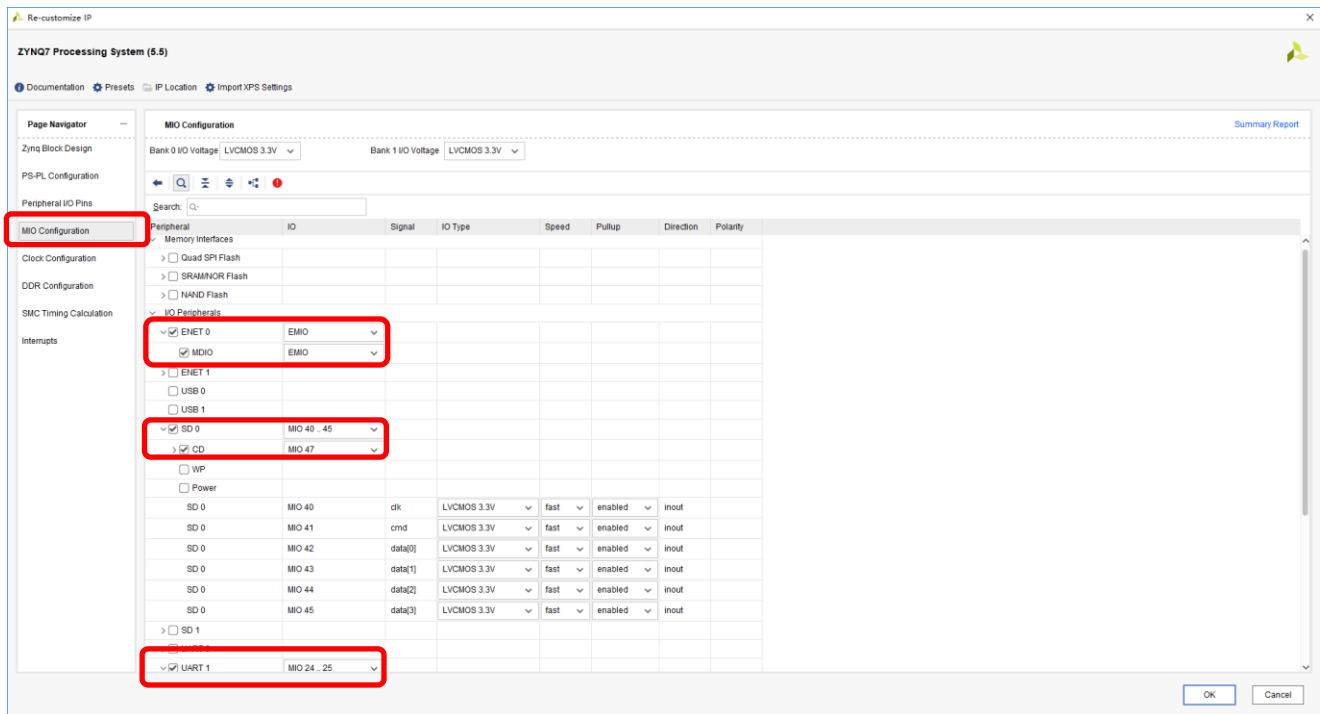 Re-customize IP
ZYNQ7 Processing System (5.5)
Documentation Presets IP Location Import XPS Settings
Page Navigator
Zynq Block Design
PS-PL Configuration
Peripheral I/O Pins
MIO Configuration
Clock Configuration
DDR Configuration
SMC Timing Calculation
Interrupts
MIO Configuration Summary Report
Bank 0 I/O Voltage LVCMOS 3.3V Bank 1 I/O Voltage LVCMOS 3.3V
Search: Q-
Peripheral IO Signal IO Type Speed Pullup Direction Polarity
Memory Interfaces
Quad SPI Flash
SRAM/NOR Flash
NAND Flash
I/O Peripherals
ENET 0 EMIO
MDIO EMIO
ENET 1
USB 0
USB 1
SD 0 MIO 40 .. 45
CD MIO 47
WP
Power
SD 0 MIO 40 clk LVCMOS 3.3V fast enabled inout
SD 0 MIO 41 cmd LVCMOS 3.3V fast enabled inout
SD 0 MIO 42 data[0] LVCMOS 3.3V fast enabled inout
SD 0 MIO 43 data[1] LVCMOS 3.3V fast enabled inout
SD 0 MIO 44 data[2] LVCMOS 3.3V fast enabled inout
SD 0 MIO 45 data[3] LVCMOS 3.3V fast enabled inout
SD 1
UART 1 MIO 24 .. 25
OK Cancel